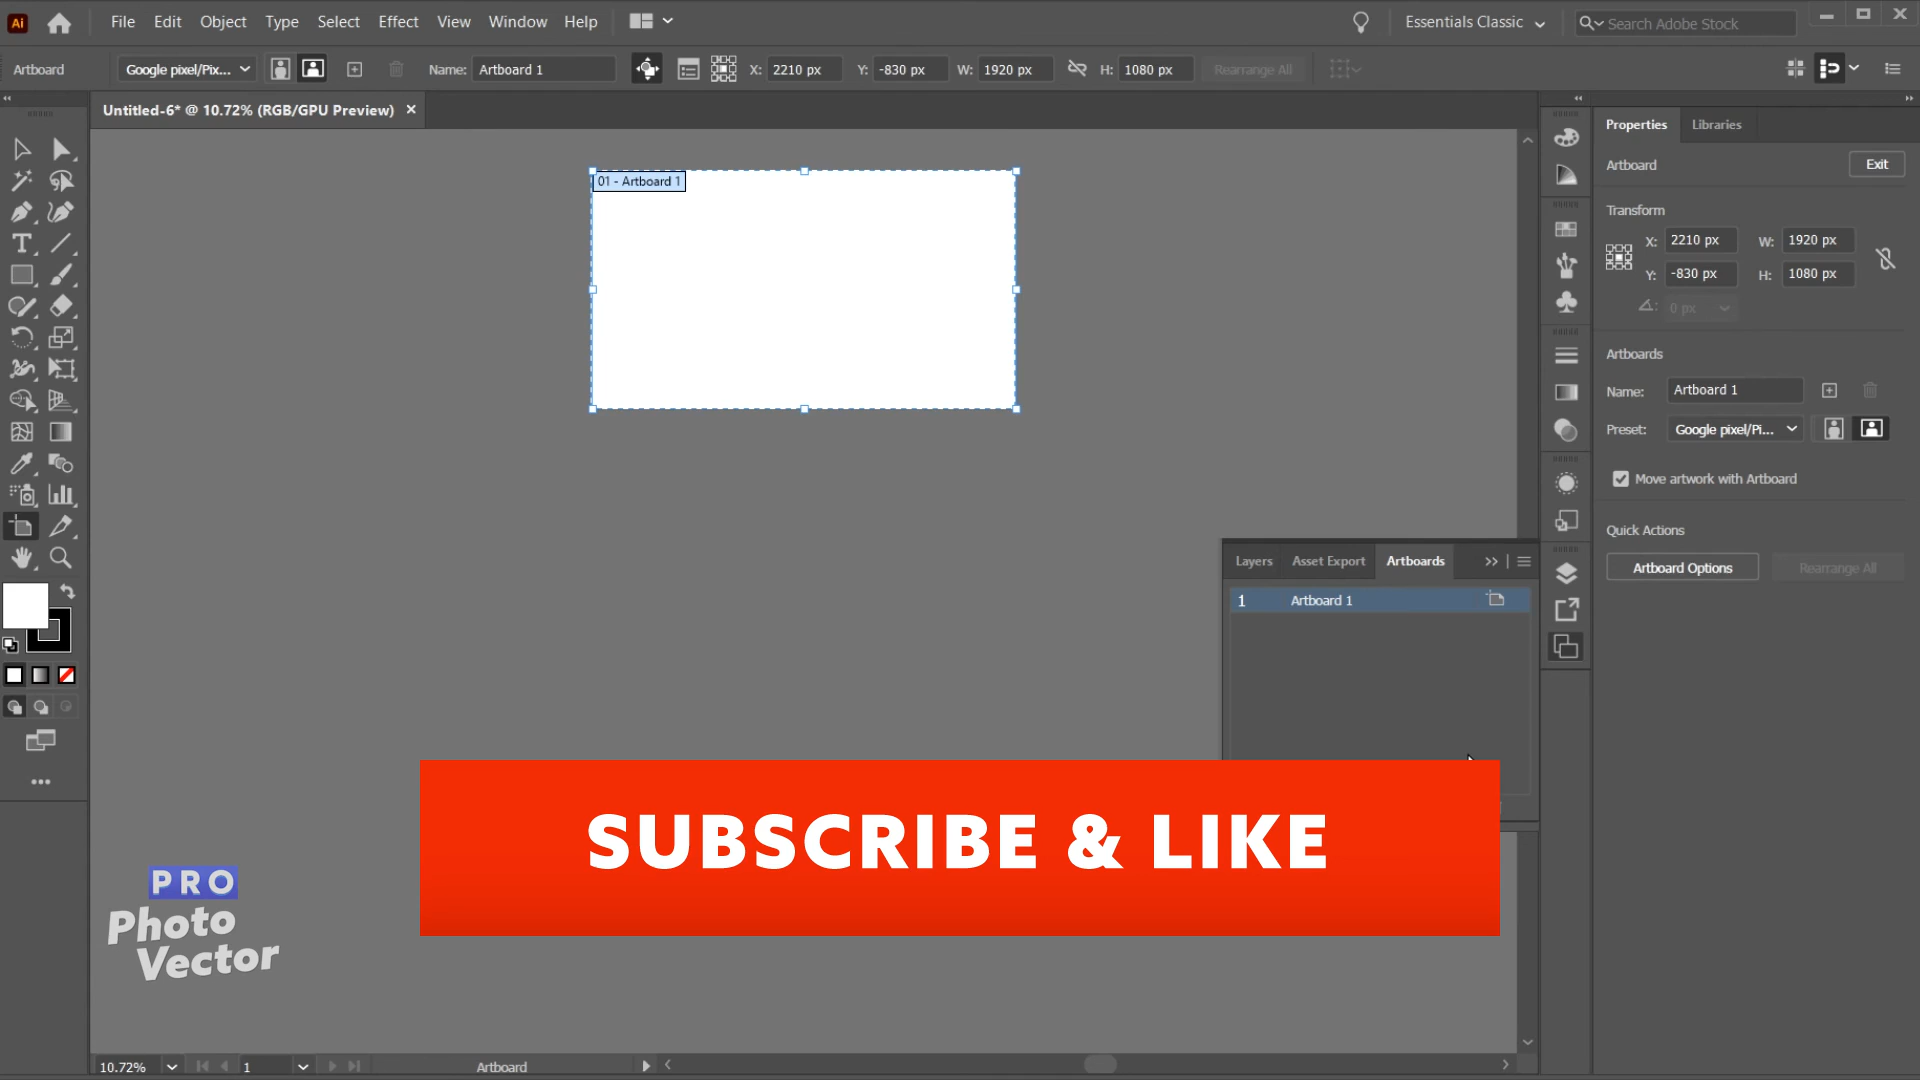 Ai File Edit Object Type Select Effect View Window Help Essentials Classic Search Adobe Stock
Artboard Google pixel/Pix... Name: Artboard 1 X: 2210 px Y: -830 px W: 1920 px H: 1080 px Rearrange All
Untitled-6* @ 10.72% (RGB/GPU Preview)
01 - Artboard 1
Properties Libraries
Artboard Exit
Transform
X: 2210 px W: 1920 px
Y: -830 px H: 1080 px
0 px
Artboards
Name: Artboard 1
Preset: Google pixel/Pi...
Move artwork with Artboard
Quick Actions
Artboard Options Rearrange All
Layers Asset Export Artboards
1 Artboard 1
SUBSCRIBE & LIKE
PRO
Photo
Vector
10.72% 1 Artboard